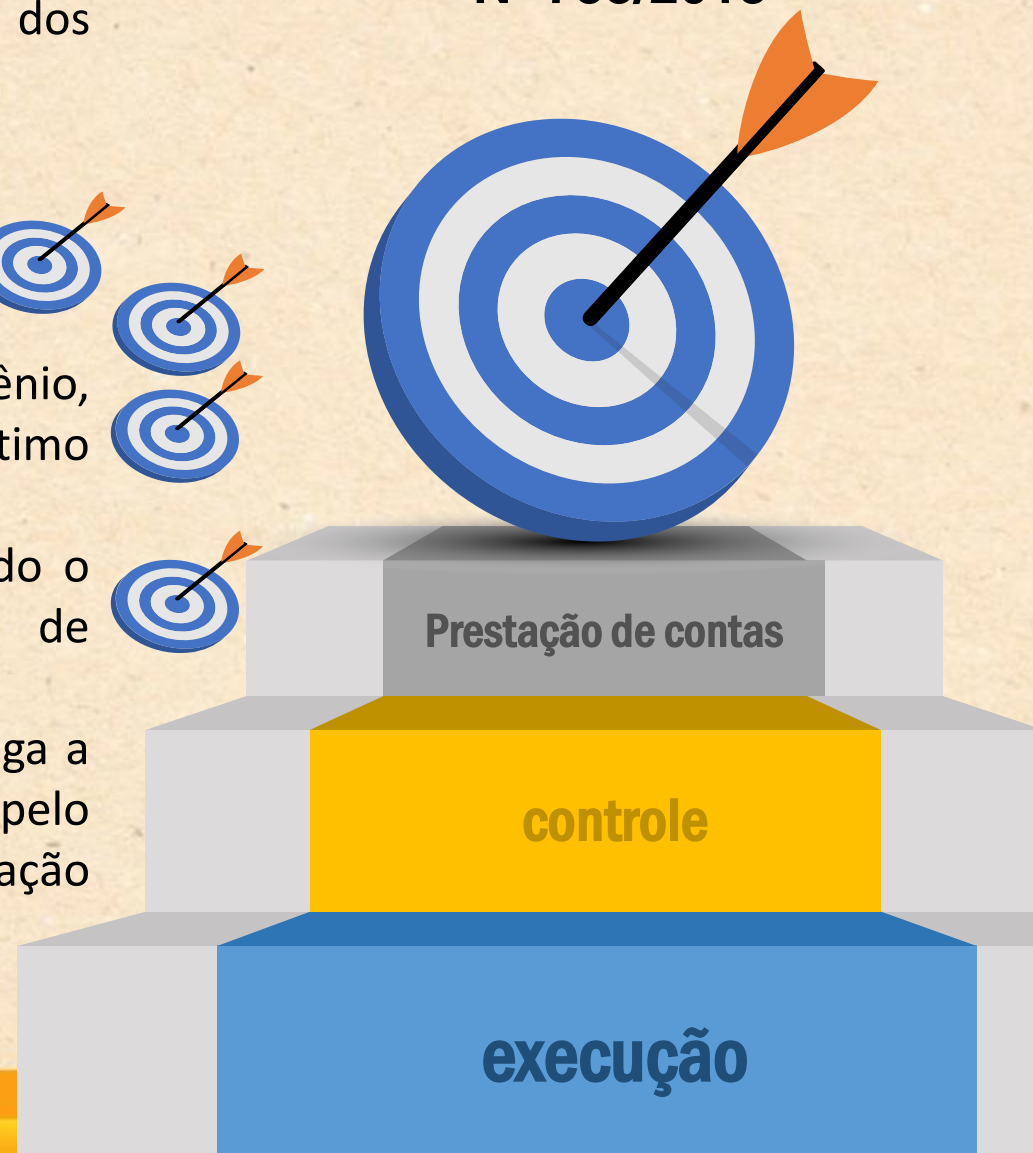 dos
ênio,
timo
do o
de
ga a
pelo
ação
Prestação de contas
controle
execução